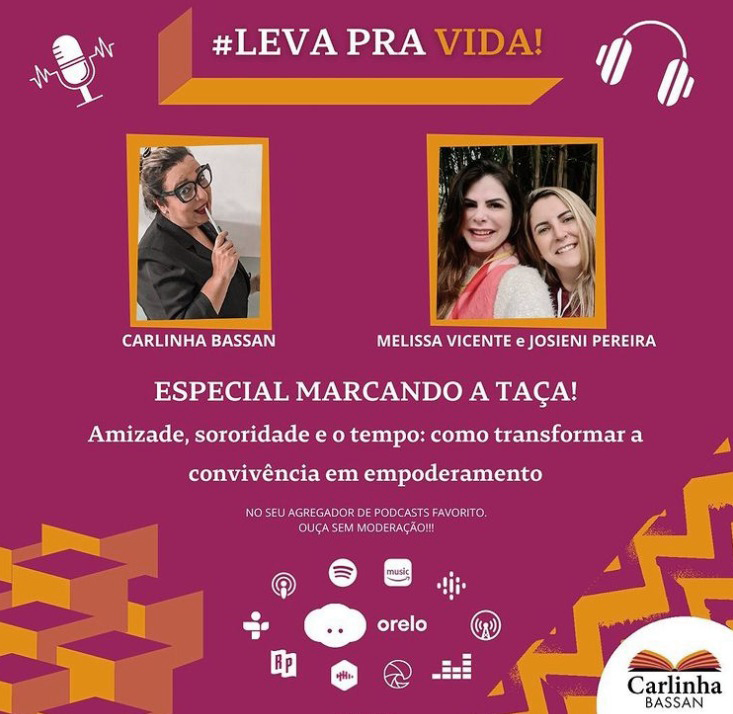 #LEVA PRA VIDA!
CARLINHA BASSAN
MELISSA VICENTE e JOSIENI PEREIRA
ESPECIAL MARCANDO A TAÇA!
Amizade, sororidade e o tempo: como transformar a
convivência em empoderamento
NO SEU AGREGADOR DE PODCASTS FAVORITO.
OUÇA SEM MODERAÇÃO!!!
music
orelo
RP
Carlinha
BASSAN